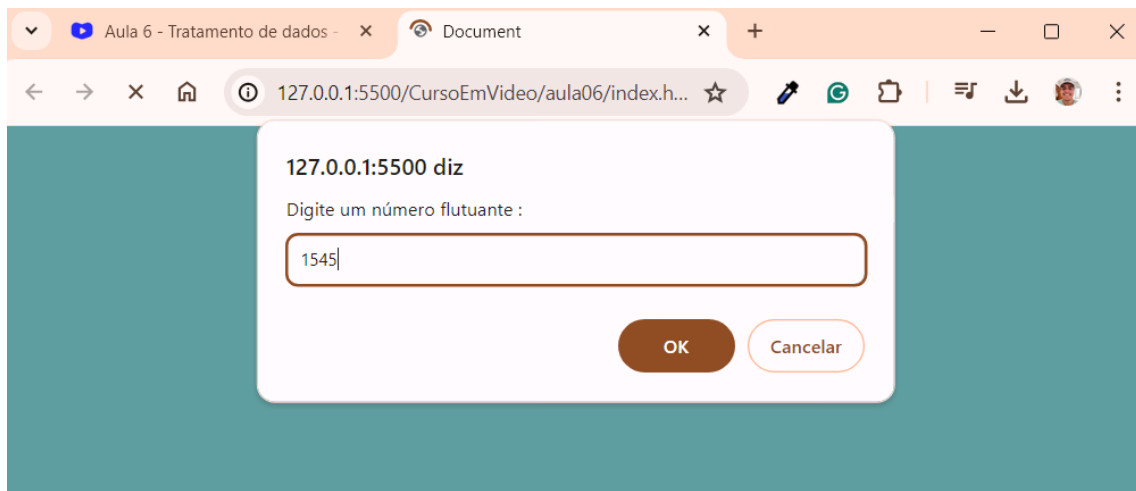 Aula 6 - Tratamento de dados -
Document
127.0.0.1:5500/CursoEmVideo/aula06/index.h...
127.0.0.1:5500 diz
Digite um número flutuante :
1545
OK
Cancelar